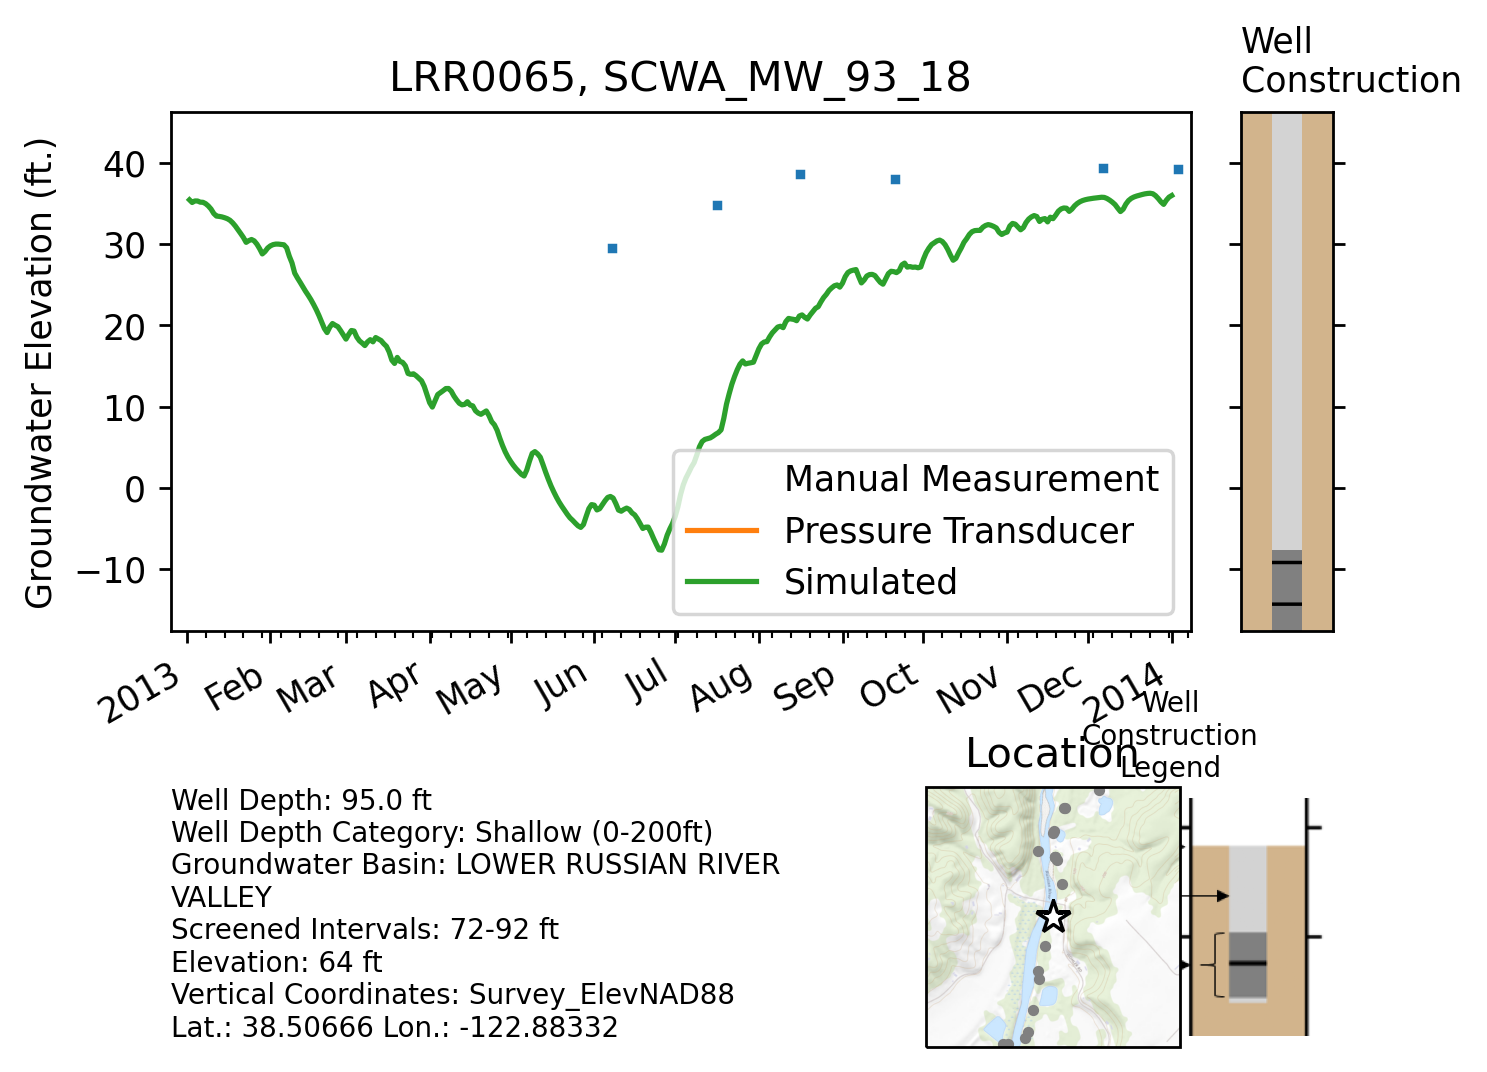 Well
Construction
LRR0065, SCWA_MW_93_18
Groundwater Elevation (ft.)
40
30
20
10
0
−10
Manual Measurement
Pressure Transducer
Simulated
2013
Feb
Mar
Apr
May
Jun
Jul
Aug
Sep
Oct
Nov
Dec
2014
Well
Construction
Legend
Location
Well Depth: 95.0 ft
Well Depth Category: Shallow (0-200ft)
Groundwater Basin: LOWER RUSSIAN RIVER
VALLEY
Screened Intervals: 72-92 ft
Elevation: 64 ft
Vertical Coordinates: Survey_ElevNAD88
Lat.: 38.50666 Lon.: -122.88332